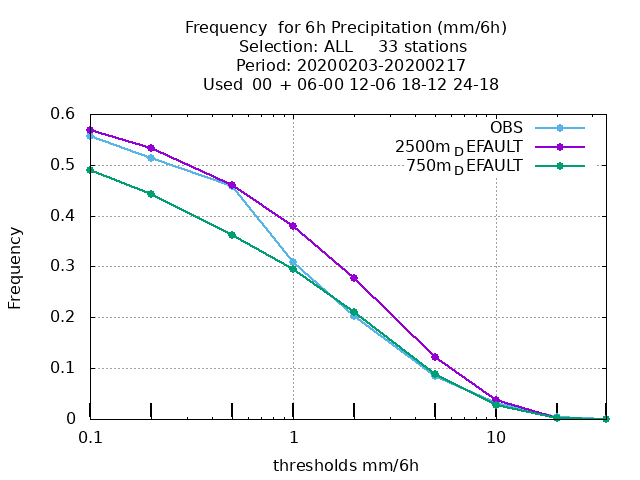 Frequency  for 6h Precipitation (mm/6h)
Selection: ALL     33 stations
Period: 20200203-20200217
Used  00  + 06-00 12-06 18-12 24-18
0.6
0.5
0.4
0.3
0.2
0.1
0
OBS
2500m_DEFAULT
750m_DEFAULT
Frequency
0.1
1
10
thresholds mm/6h